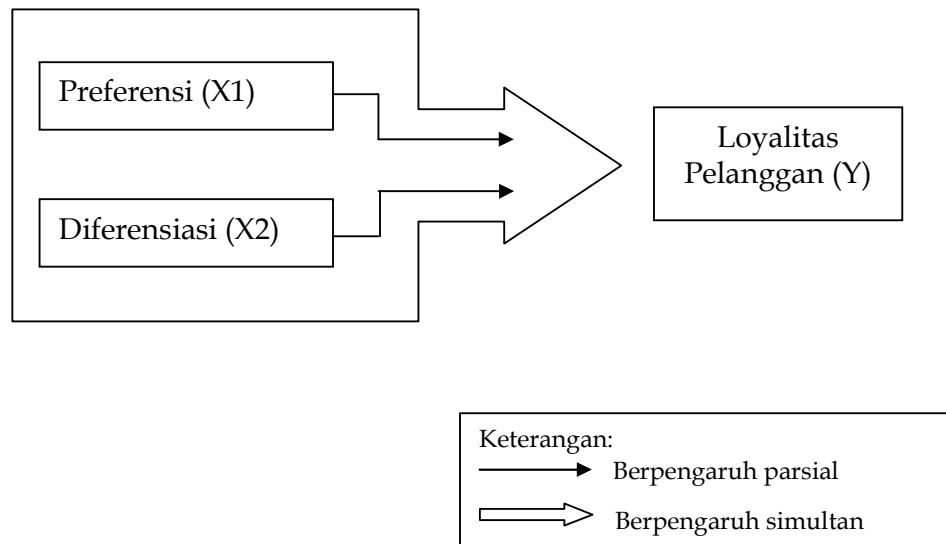 Preferensi (X1)
Diferensiasi (X2)
Loyalitas
Pelanggan (Y)
Keterangan:
Berpengaruh parsial
Berpengaruh simultan